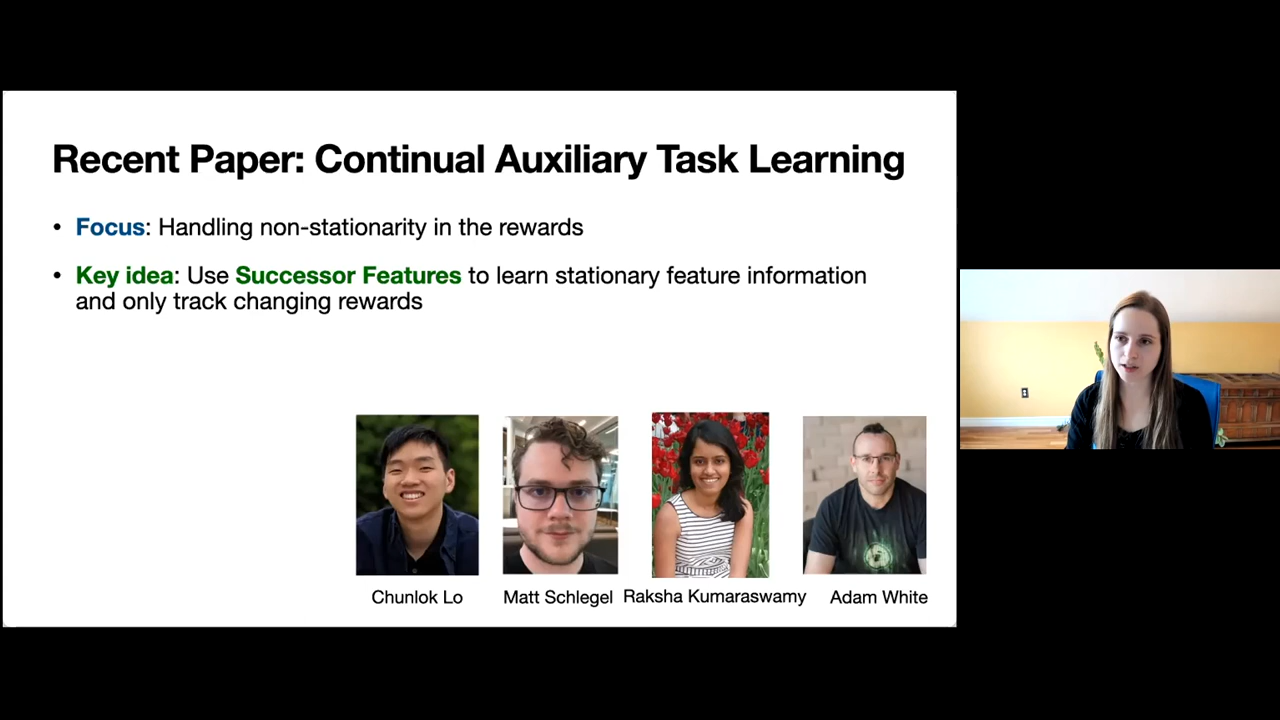 Recent Paper: Continual Auxiliary Task Learning
• Focus: Handling non-stationarity in the rewards
• Key idea: Use Successor Features to learn stationary feature information
and only track changing rewards
Chunlok Lo
Matt Schlegel
Raksha Kumaraswamy
Adam White